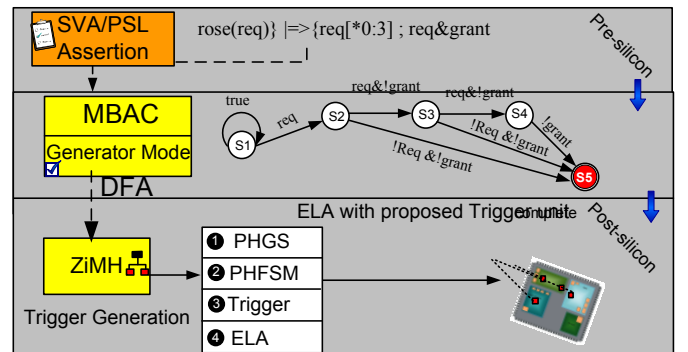 SVA/PSL
Assertion
rose(req)} |=>{req[*0:3] ; req&grant
Pre-silicon
MBAC
Generator Mode
DFA
true
S1
req
S2
req&!grant
S3
req&!grant
S4
!grant
!Req &!grant
!Req &!grant
S5
ELA with proposed Trigger unit
complete
Post-silicon
ZiMH
Trigger Generation
1 PHGS
2 PHFSM
3 Trigger
4 ELA